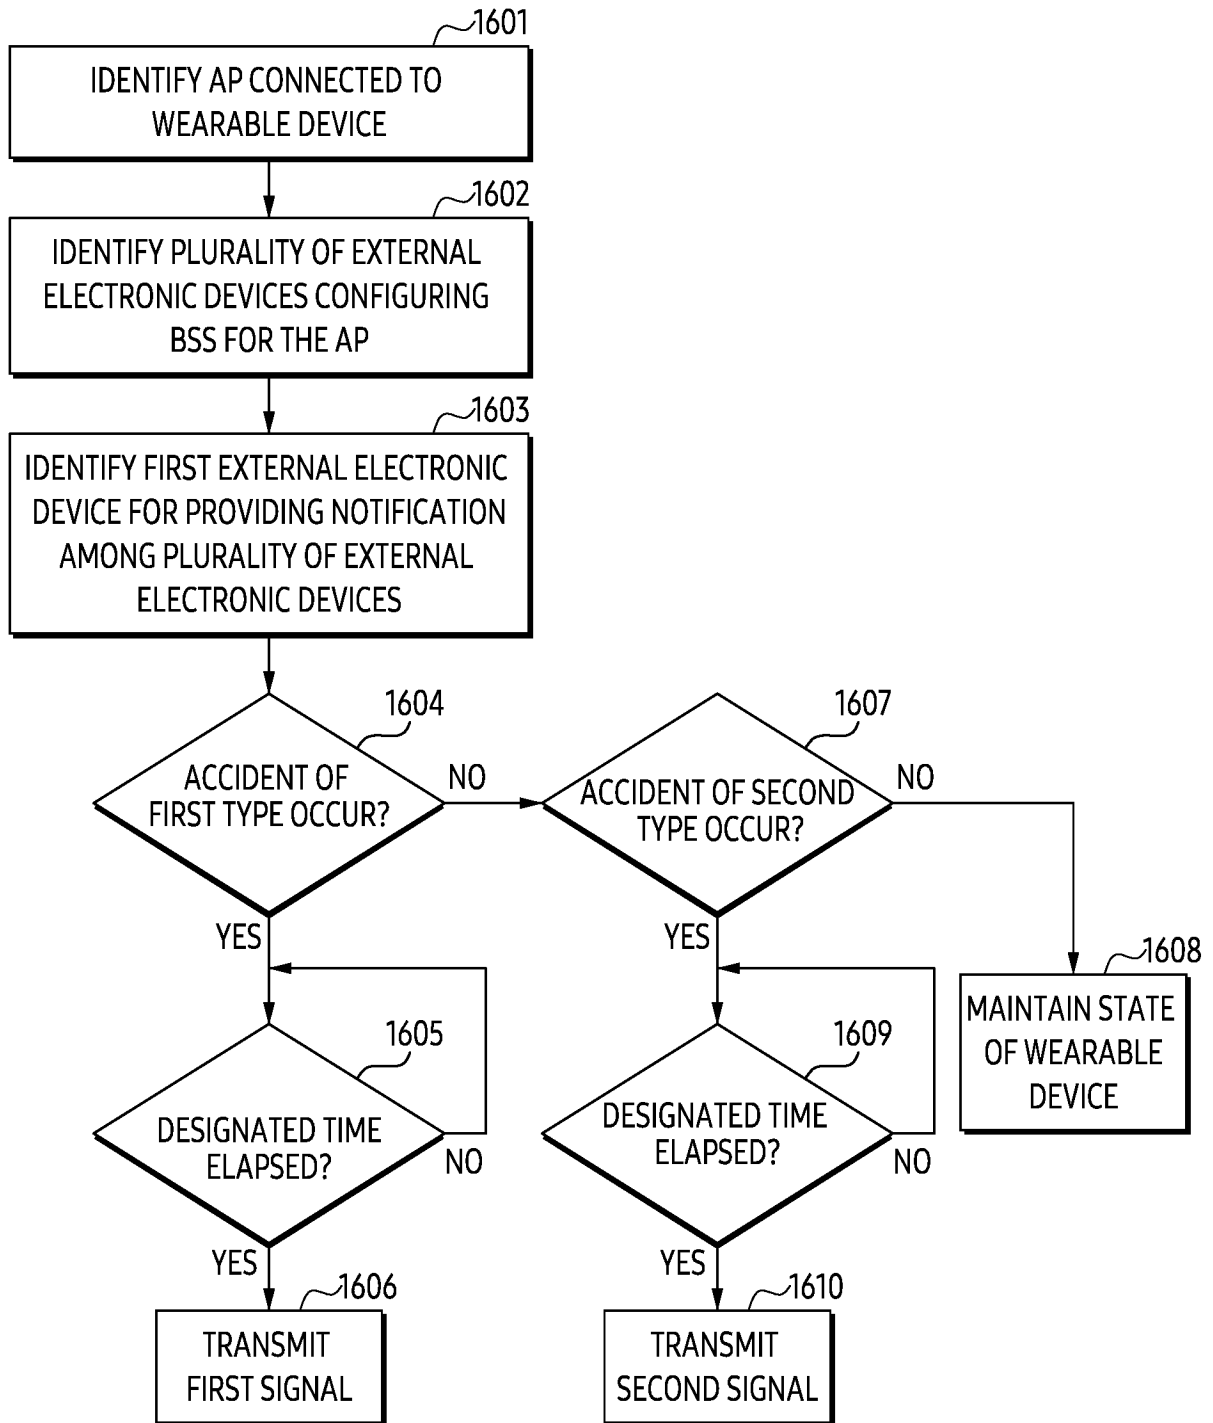 1601
IDENTIFY AP CONNECTED TO
WEARABLE DEVICE
1602
IDENTIFY PLURALITY OF EXTERNAL
ELECTRONIC DEVICES CONFIGURING
BSS FOR THE AP
1603
IDENTIFY FIRST EXTERNAL ELECTRONIC
DEVICE FOR PROVIDING NOTIFICATION
AMONG PLURALITY OF EXTERNAL
ELECTRONIC DEVICES
1604
ACCIDENT OF
FIRST TYPE OCCUR?
NO
YES
1605
DESIGNATED TIME
ELAPSED?
NO
YES
1606
TRANSMIT
FIRST SIGNAL
1607
ACCIDENT OF SECOND
TYPE OCCUR?
NO
YES
1608
MAINTAIN STATE
OF WEARABLE
DEVICE
1609
DESIGNATED TIME
ELAPSED?
NO
YES
1610
TRANSMIT
SECOND SIGNAL